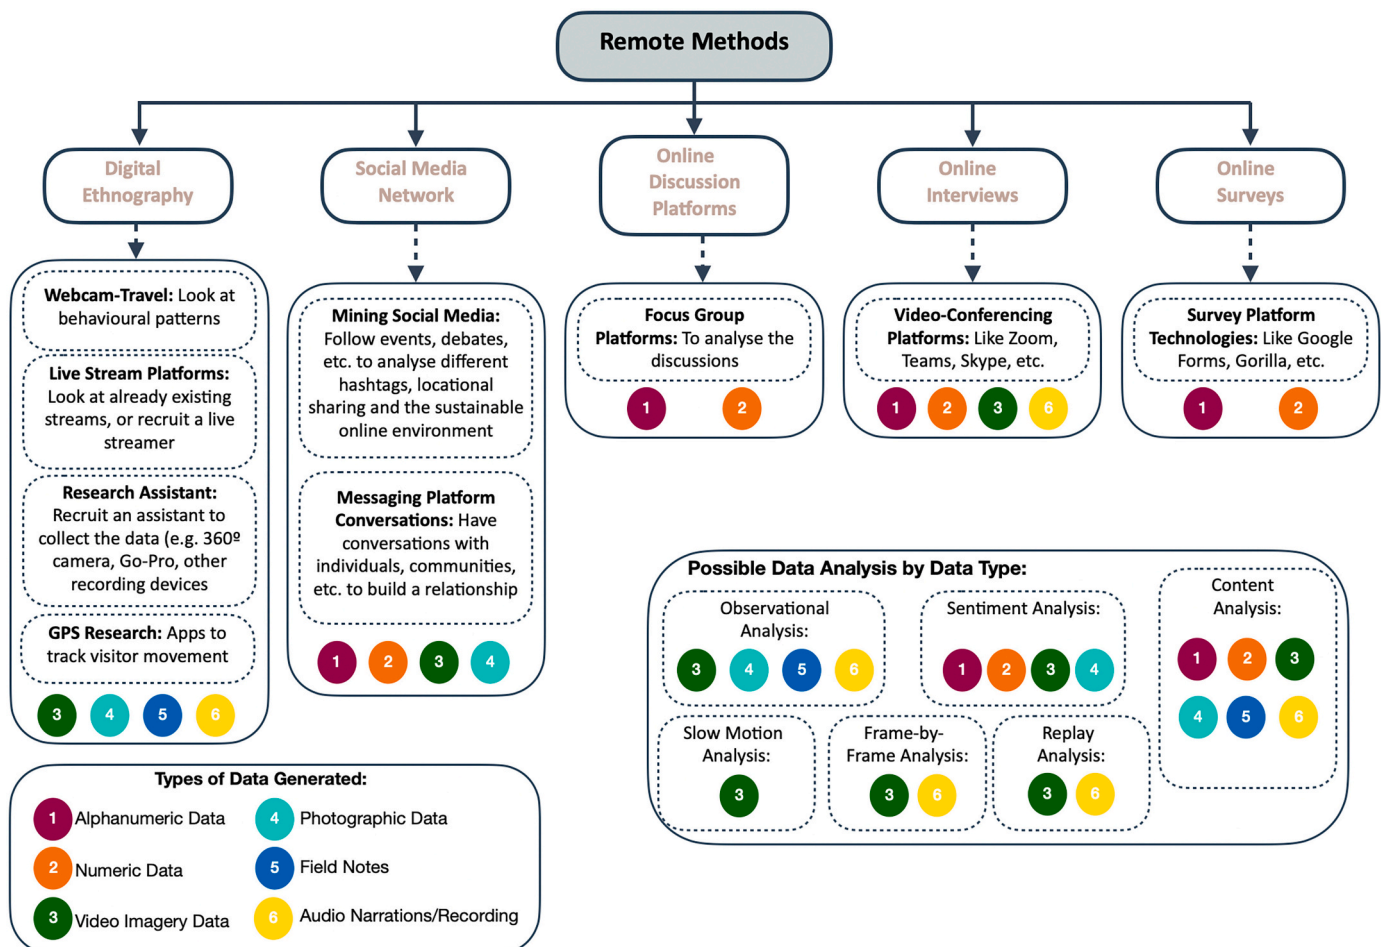 Remote Methods
Digital
Ethnography
Webcam-Travel: Look at
behavioural patterns
Live Stream Platforms:
Look at already existing
streams, or recruit a live
streamer
Research Assistant:
Recruit an assistant to
collect the data (e.g. 360º
camera, Go-Pro, other
recording devices
GPS Research: Apps to
track visitor movement
3 4 5 6
Social Media
Network
Mining Social Media:
Follow events, debates,
etc. to analyse different
hashtags, locational
sharing and the sustainable
online environment
Messaging Platform
Conversations: Have
conversations with
individuals, communities,
etc. to build a relationship
1 2 3 4
Online
Discussion
Platforms
Focus Group
Platforms: To analyse the
discussions
1 2
Online
Interviews
Video-Conferencing
Platforms: Like Zoom,
Teams, Skype, etc.
1 2 3 6
Online
Surveys
Survey Platform
Technologies: Like Google
Forms, Gorilla, etc.
1 2
Possible Data Analysis by Data Type:
Observational
Analysis:
3 4 5 6
Sentiment Analysis:
1 2 3 4
Content
Analysis:
1 2 3
4 5 6
Slow Motion
Analysis:
3
Frame-by-
Frame Analysis:
3 6
Replay
Analysis:
3 6
Types of Data Generated:
1 Alphanumeric Data
2 Numeric Data
3 Video Imagery Data
4 Photographic Data
5 Field Notes
6 Audio Narrations/Recording